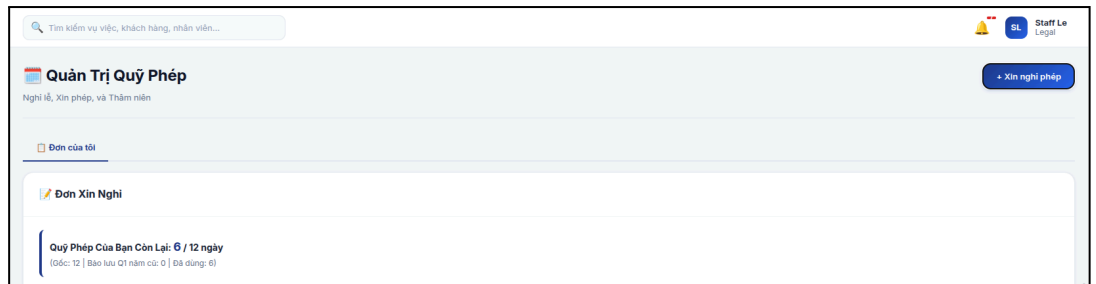 Tìm kiếm vụ việc, khách hàng, nhân viên...
SL
Staff Le
Legal
Quản Trị Quỹ Phép
+ Xin nghỉ phép
Nghỉ lễ, Xin phép, và Thâm niên
Đơn của tôi
Đơn Xin Nghỉ
Quỹ Phép Của Bạn Còn Lại: 6 / 12 ngày
(Gốc: 12 | Bảo lưu Q1 năm cũ: 0 | Đã dùng: 6)